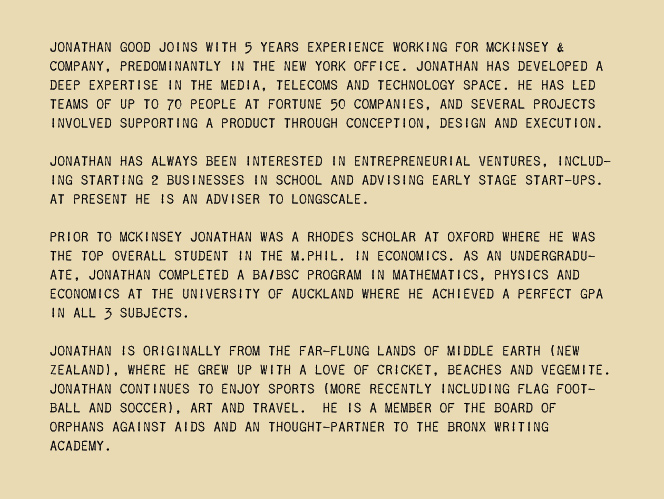 JONATHAN GOOD JOINS WITH 5 YEARS EXPERIENCE WORKING FOR MCKINSEY &
COMPANY, PREDOMINANTLY IN THE NEW YORK OFFICE. JONATHAN HAS DEVELOPED A
DEEP EXPERTISE IN THE MEDIA, TELECOMS AND TECHNOLOGY SPACE. HE HAS LED
TEAMS OF UP TO 70 PEOPLE AT FORTUNE 50 COMPANIES, AND SEVERAL PROJECTS
INVOLVED SUPPORTING A PRODUCT THROUGH CONCEPTION, DESIGN AND EXECUTION.
JONATHAN HAS ALWAYS BEEN INTERESTED IN ENTREPRENEURIAL VENTURES, INCLUD-
ING STARTING 2 BUSINESSES IN SCHOOL AND ADVISING EARLY STAGE START-UPS.
AT PRESENT HE IS AN ADVISER TO LONGSCALE.
PRIOR TO MCKINSEY JONATHAN WAS A RHODES SCHOLAR AT OXFORD WHERE HE WAS
THE TOP OVERALL STUDENT IN THE M.PHIL. IN ECONOMICS. AS AN UNDERGRADU-
ATE, JONATHAN COMPLETED A BA/BSC PROGRAM IN MATHEMATICS, PHYSICS AND
ECONOMICS AT THE UNIVERSITY OF AUCKLAND WHERE HE ACHIEVED A PERFECT GPA
IN ALL 3 SUBJECTS.
JONATHAN IS ORIGINALLY FROM THE FAR-FLUNG LANDS OF MIDDLE EARTH (NEW
ZEALAND), WHERE HE GREW UP WITH A LOVE OF CRICKET, BEACHES AND VEGEMITE.
JONATHAN CONTINUES TO ENJOY SPORTS (MORE RECENTLY INCLUDING FLAG FOOT-
BALL AND SOCCER), ART AND TRAVEL.  HE IS A MEMBER OF THE BOARD OF
ORPHANS AGAINST AIDS AND AN THOUGHT-PARTNER TO THE BRONX WRITING
ACADEMY.